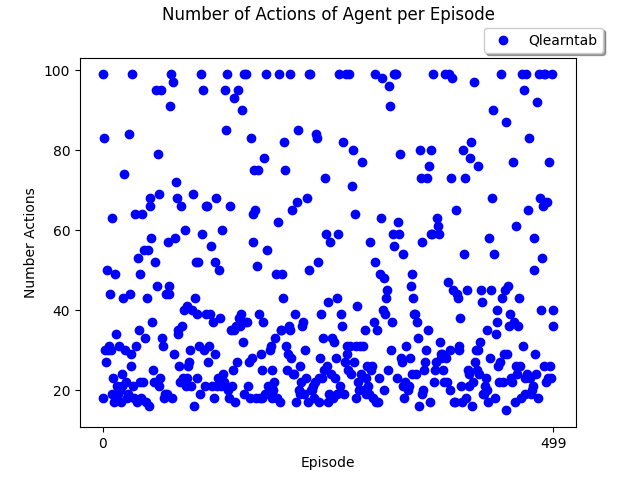 Number of Actions of Agent per Episode
Qlearntab
100
80
60
40
20
Number Actions
0
499
Episode